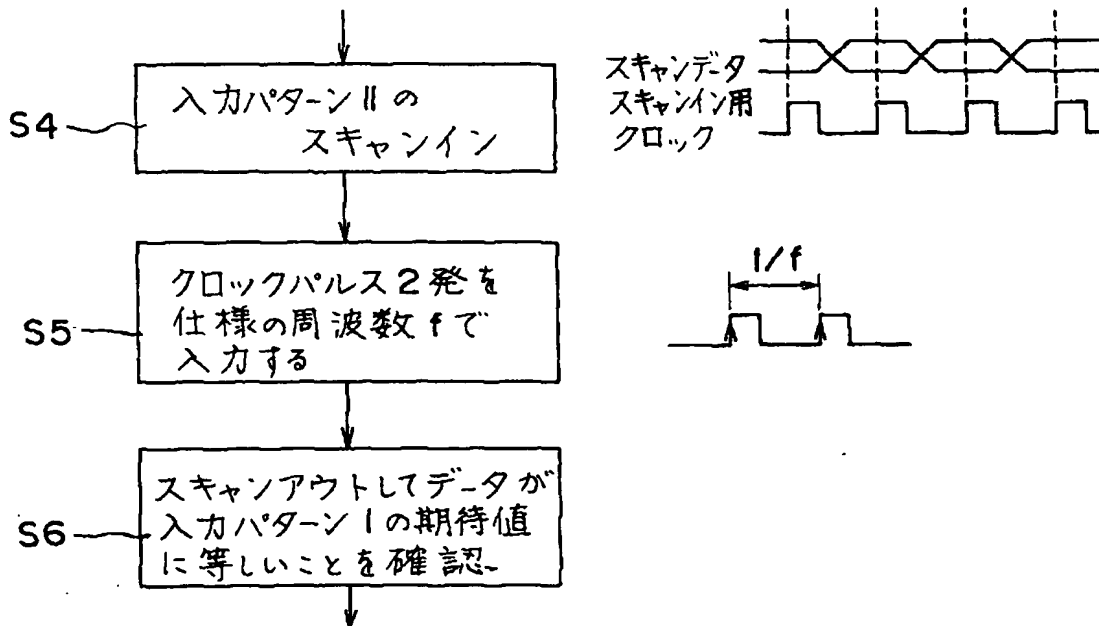 S4
入力パターン II の
スキャンイン
スキャンデータ
スキャンイン用
クロック
S5
クロックパルス2発を
仕様の周波数fで
入力する
1/f
S6
スキャンアウトしてデータが
入力パターン I の期待値
に等しいことを確認